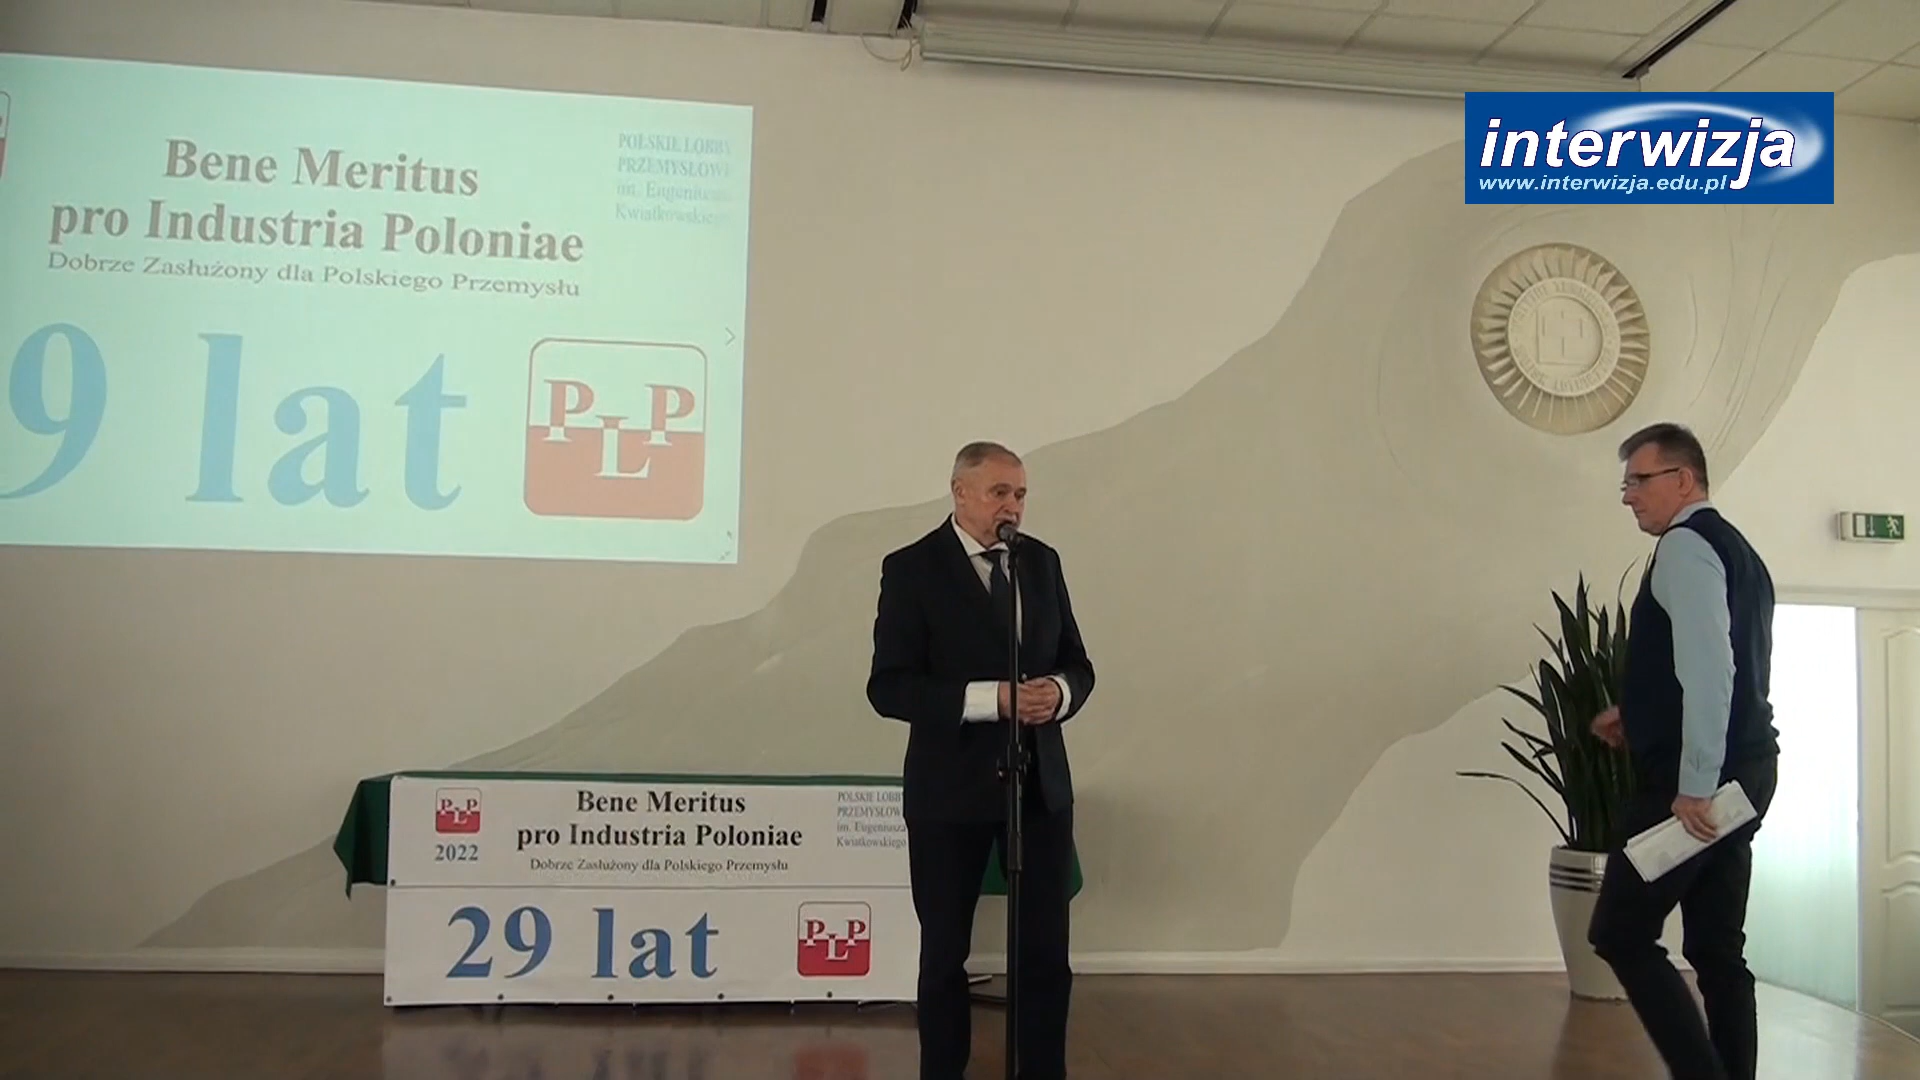 interwizja
www.interwizja.edu.pl
Bene Meritus
pro Industria Poloniae
Dobrze Zasłużony dla Polskiego Przemysłu
POLSKIE LOBBY
PRZEMYSŁOWE
im. Eugeniusza
Kwiatkowskiego
9 lat
PLP
PLP
2022
Bene Meritus
pro Industria Poloniae
Dobrze Zasłużony dla Polskiego Przemysłu
POLSKIE LOBBY
PRZEMYSŁOW
im. Eugeniusza
Kwiatkowskiego
29 lat
PLP